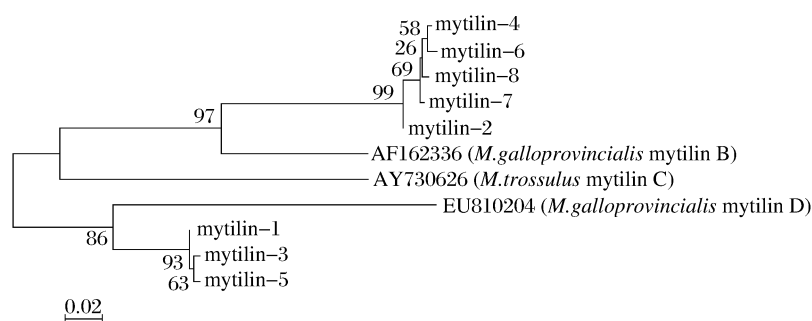 58
mytilin–4
26
mytilin–6
69
mytilin–8
99
mytilin–7
97
mytilin–2
AF162336 (M.galloprovincialis mytilin B)
AY730626 (M.trossulus mytilin C)
EU810204 (M.galloprovincialis mytilin D)
86
mytilin–1
93
mytilin–3
63
mytilin–5
0.02